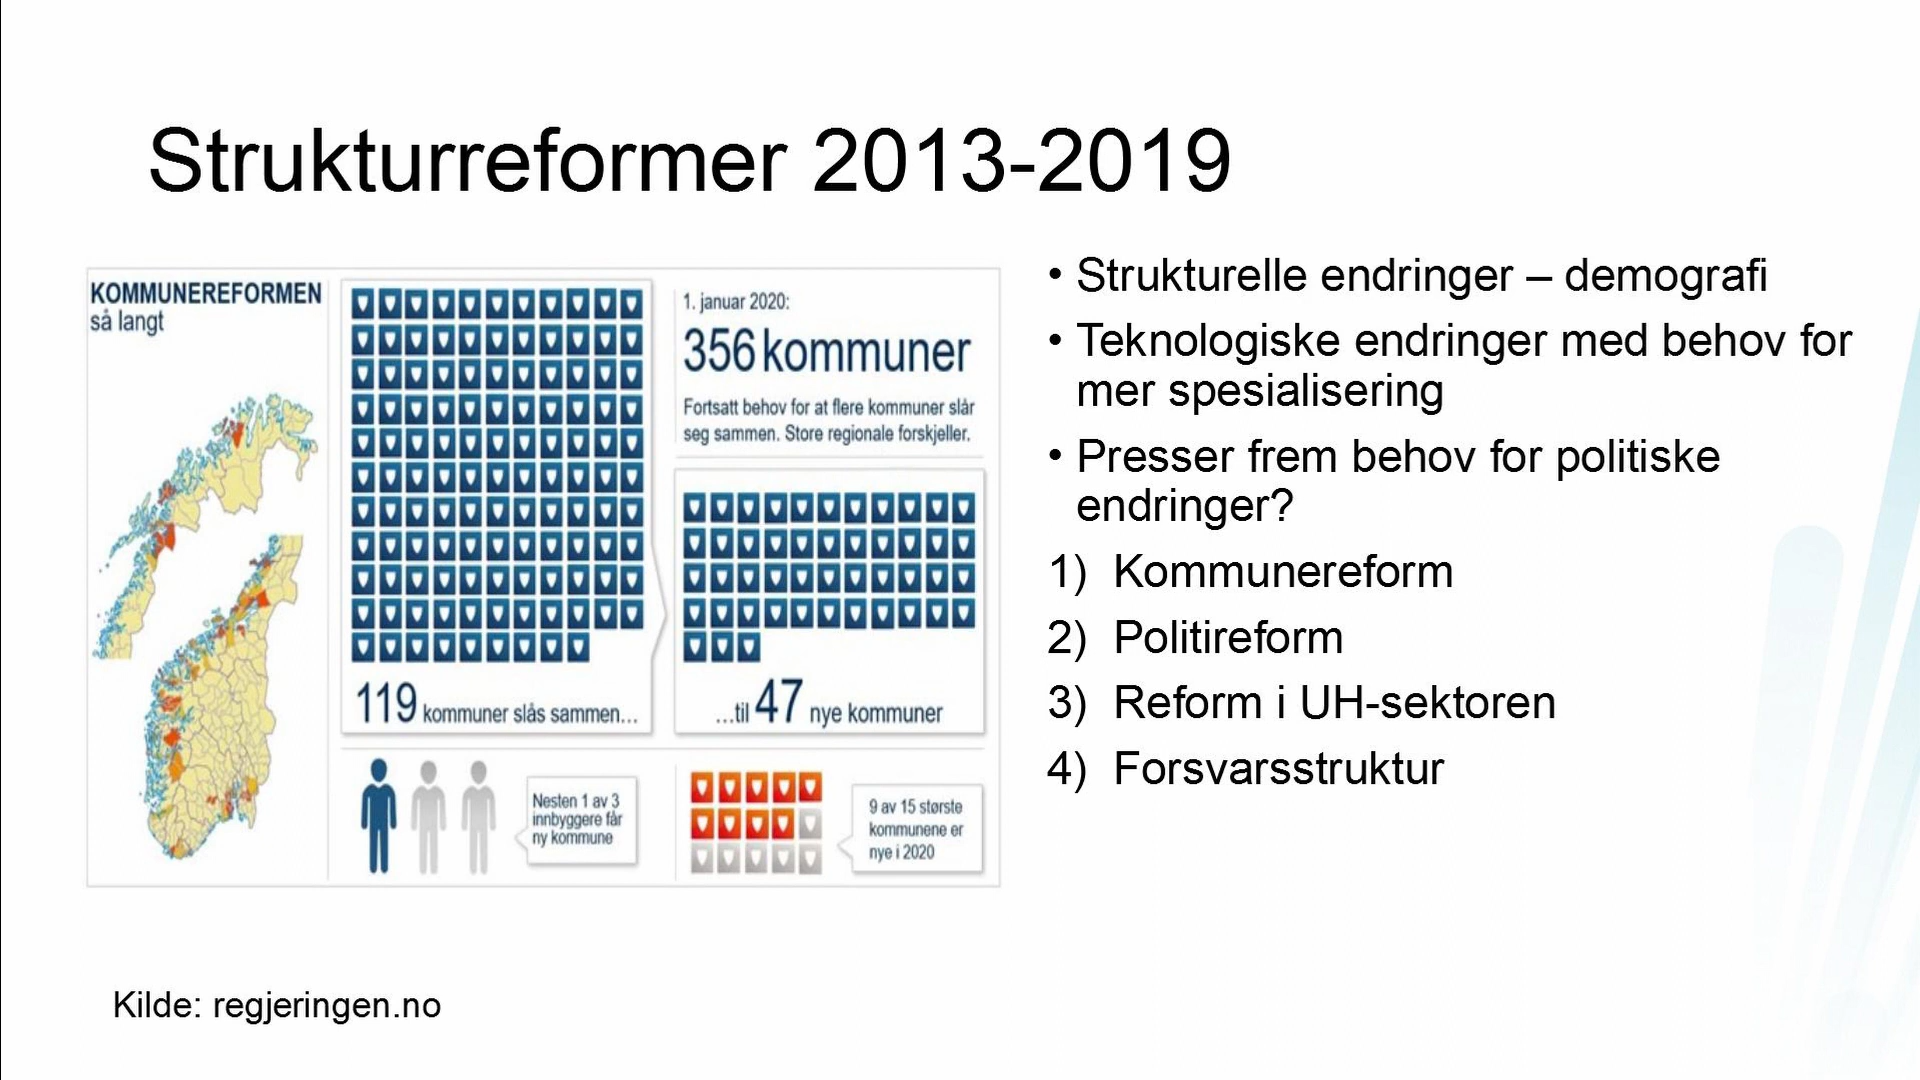 Strukturreformer 2013-2019
KOMMUNEREFORMEN
så langt
119 kommuner slås sammen...
1. januar 2020:
356 kommuner
Fortsatt behov for at flere kommuner slår
seg sammen. Store regionale forskjeller.
...til 47 nye kommuner
Nesten 1 av 3
innbyggere får
ny kommune
9 av 15 største
kommunene er
nye i 2020
• Strukturelle endringer – demografi
• Teknologiske endringer med behov for
mer spesialisering
• Presser frem behov for politiske
endringer?
1) Kommunereform
2) Politireform
3) Reform i UH-sektoren
4) Forsvarsstruktur
Kilde: regjeringen.no